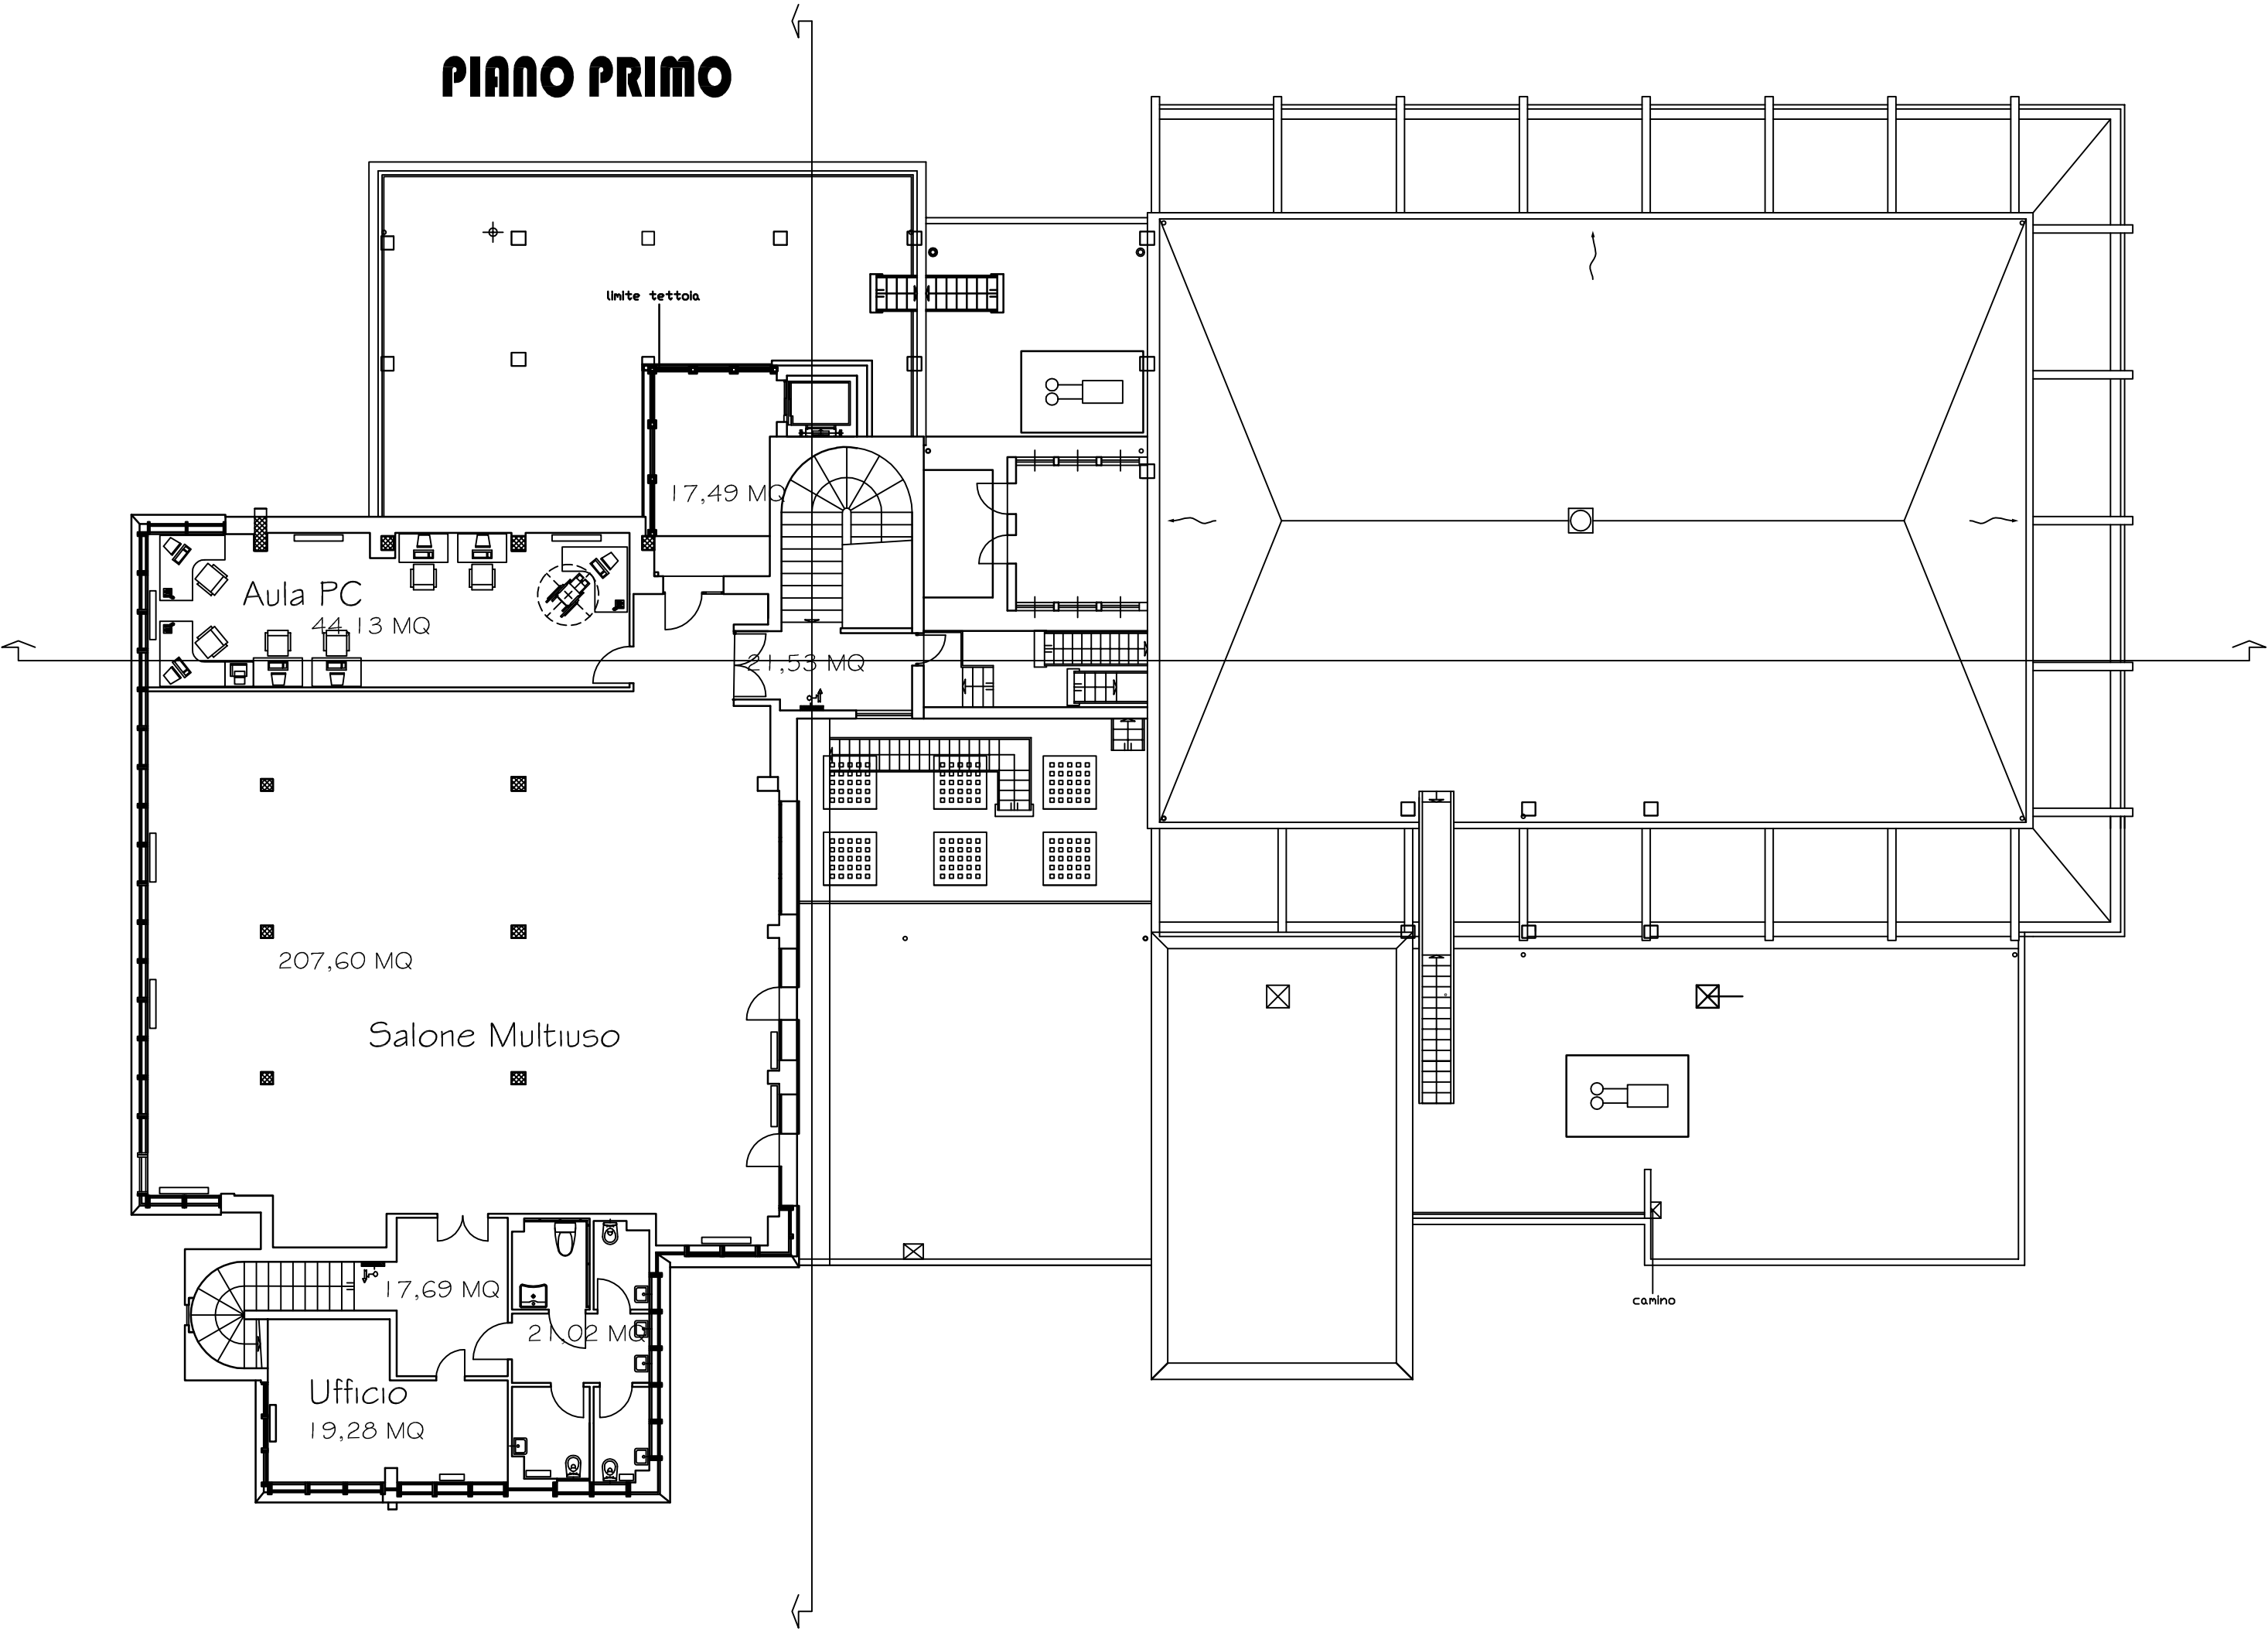 PIANO PRIMO
limite tettoia
17,49 MQ
Aula PC
44,13 MQ
21,53 MQ
207,60 MQ
Salone Multiuso
17,69 MQ
21,02 MQ
camino
Ufficio
19,28 MQ